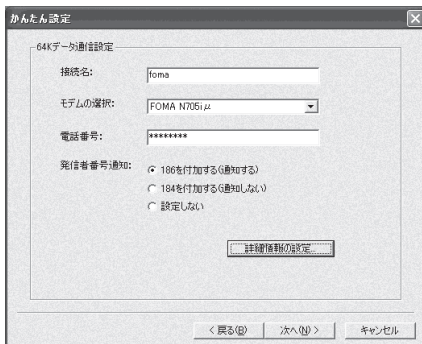 かんたん設定
64Kデータ通信設定
接続名: foma
モデムの選択: FOMA N705iμ
電話番号: ********
発信者番号通知: 186を付加する(通知する)
184を付加する(通知しない)
設定しない
詳細情報の設定...
< 戻る(B) 次へ(N) > キャンセル